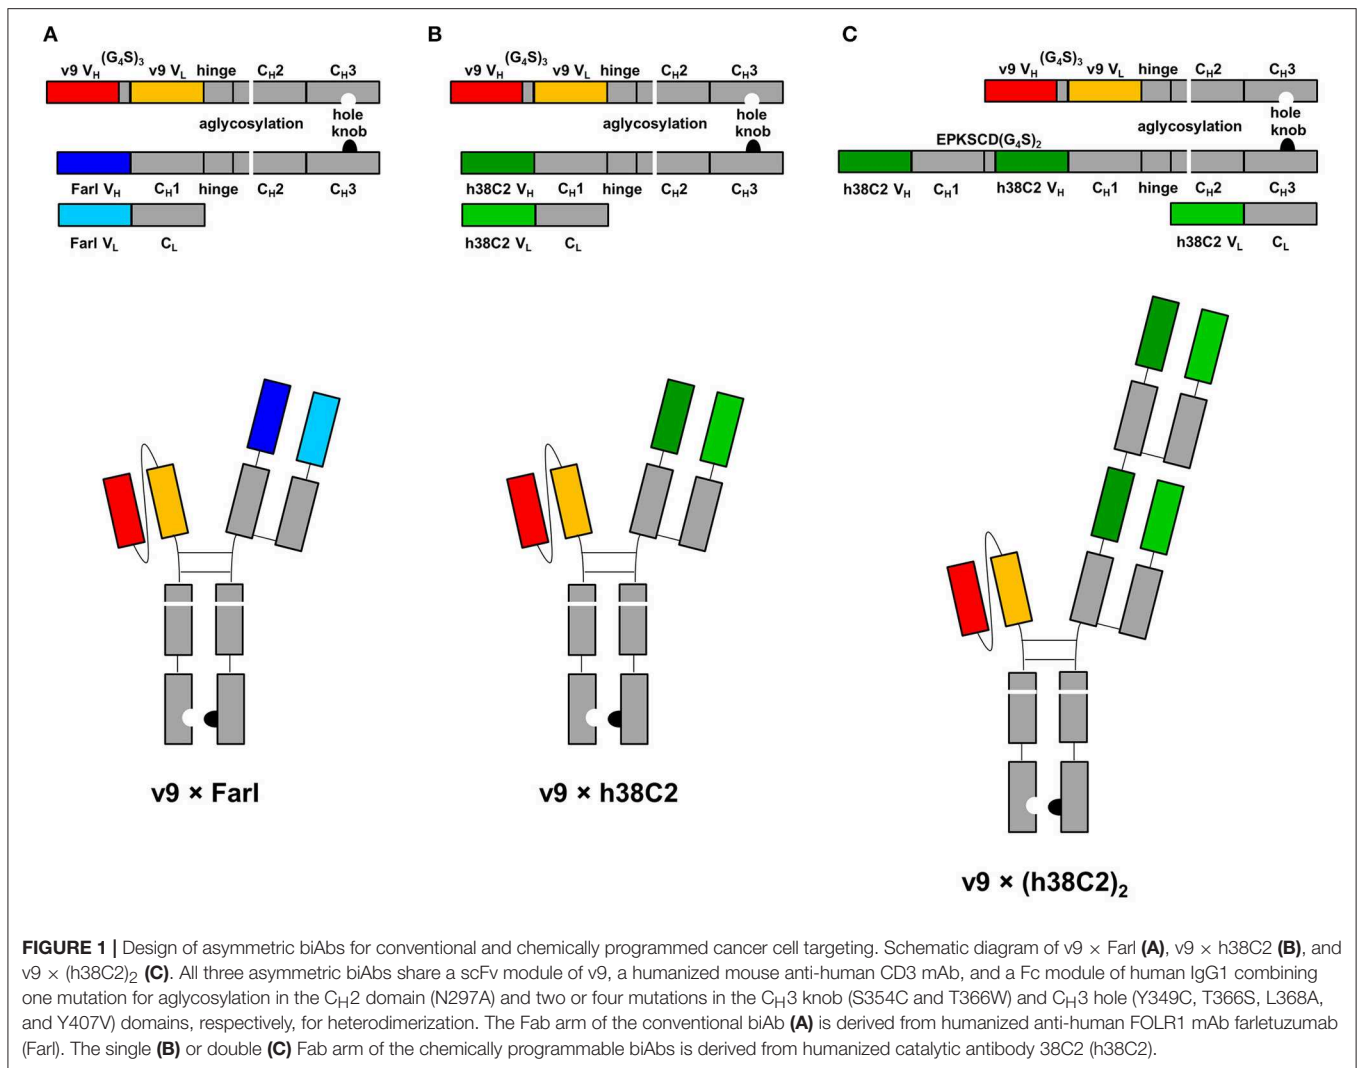 A
(G4S)3
v9 VH v9 VL hinge CH2 CH3
aglycosylation
hole
knob
FarI VH CH1 hinge CH2 CH3
FarI VL CL
v9 × FarI
B
(G4S)3
v9 VH v9 VL hinge CH2 CH3
aglycosylation
hole
knob
h38C2 VH CH1 hinge CH2 CH3
h38C2 VL CL
v9 × h38C2
C
(G4S)3
v9 VH v9 VL hinge CH2 CH3
aglycosylation
hole
knob
EPKSCD(G4S)2
h38C2 VH CH1 h38C2 VH CH1 hinge CH2 CH3
h38C2 VL CL
v9 × (h38C2)2
FIGURE 1 | Design of asymmetric biAbs for conventional and chemically programmed cancer cell targeting. Schematic diagram of v9 × FarI (A), v9 × h38C2 (B), and
v9 × (h38C2)2 (C). All three asymmetric biAbs share a scFv module of v9, a humanized mouse anti-human CD3 mAb, and a Fc module of human IgG1 combining
one mutation for aglycosylation in the CH2 domain (N297A) and two or four mutations in the CH3 knob (S354C and T366W) and CH3 hole (Y349C, T366S, L368A,
and Y407V) domains, respectively, for heterodimerization. The Fab arm of the conventional biAb (A) is derived from humanized anti-human FOLR1 mAb farletuzumab
(FarI). The single (B) or double (C) Fab arm of the chemically programmable biAbs is derived from humanized catalytic antibody 38C2 (h38C2).